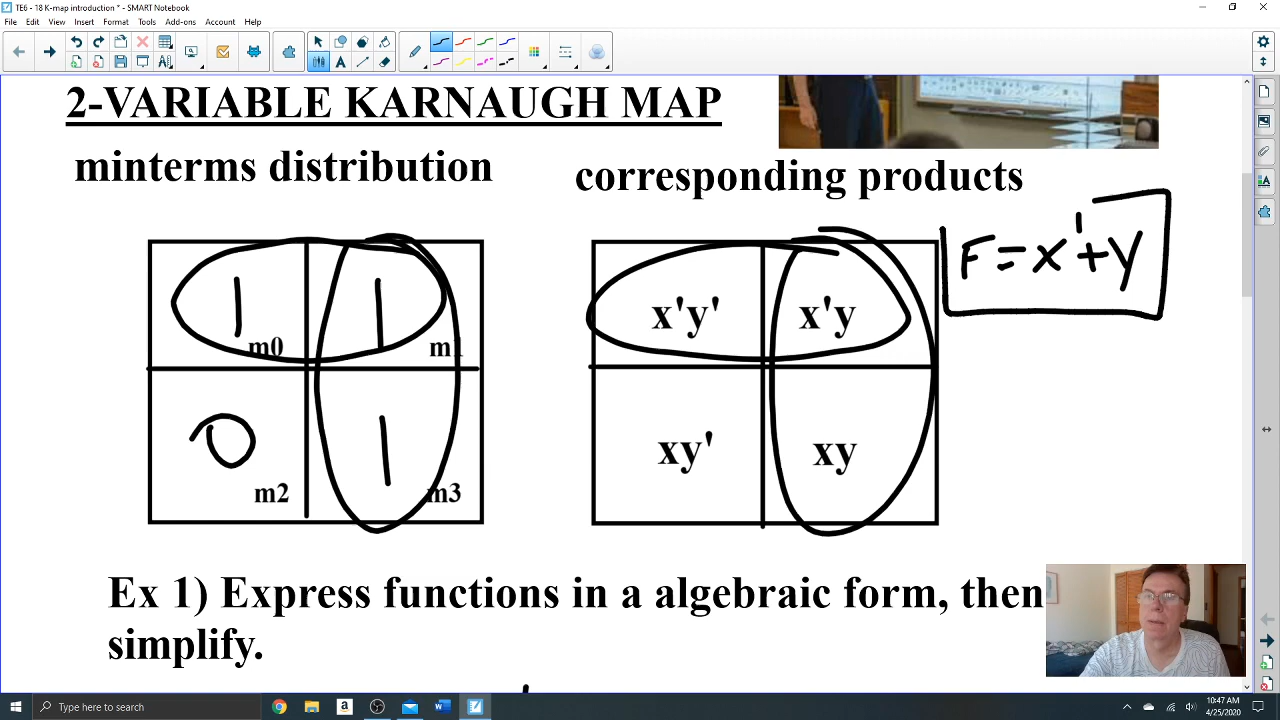 TE6 - 18 K-map introduction * - SMART Notebook
File Edit View Insert Format Tools Add-ons Account Help
2-VARIABLE KARNAUGH MAP
minterms distribution
corresponding products
F = x' + y
1 m0 1 m1
x'y' x'y
0 m2 1 m3
xy' xy
Ex 1) Express functions in a algebraic form, then
simplify.
Type here to search
10:47 AM
4/25/2020